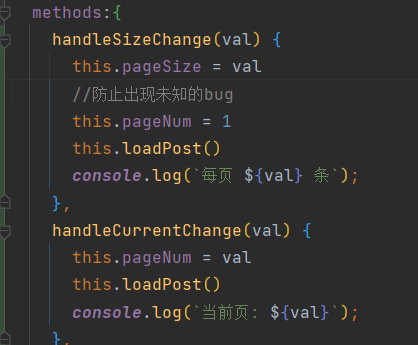 methods:{
handleSizeChange(val) {
this.pageSize = val
//防止出现未知的bug
this.pageNum = 1
this.loadPost()
console.log(`每页 ${val} 条`);
},
handleCurrentChange(val) {
this.pageNum = val
this.loadPost()
console.log(`当前页: ${val}`);
},